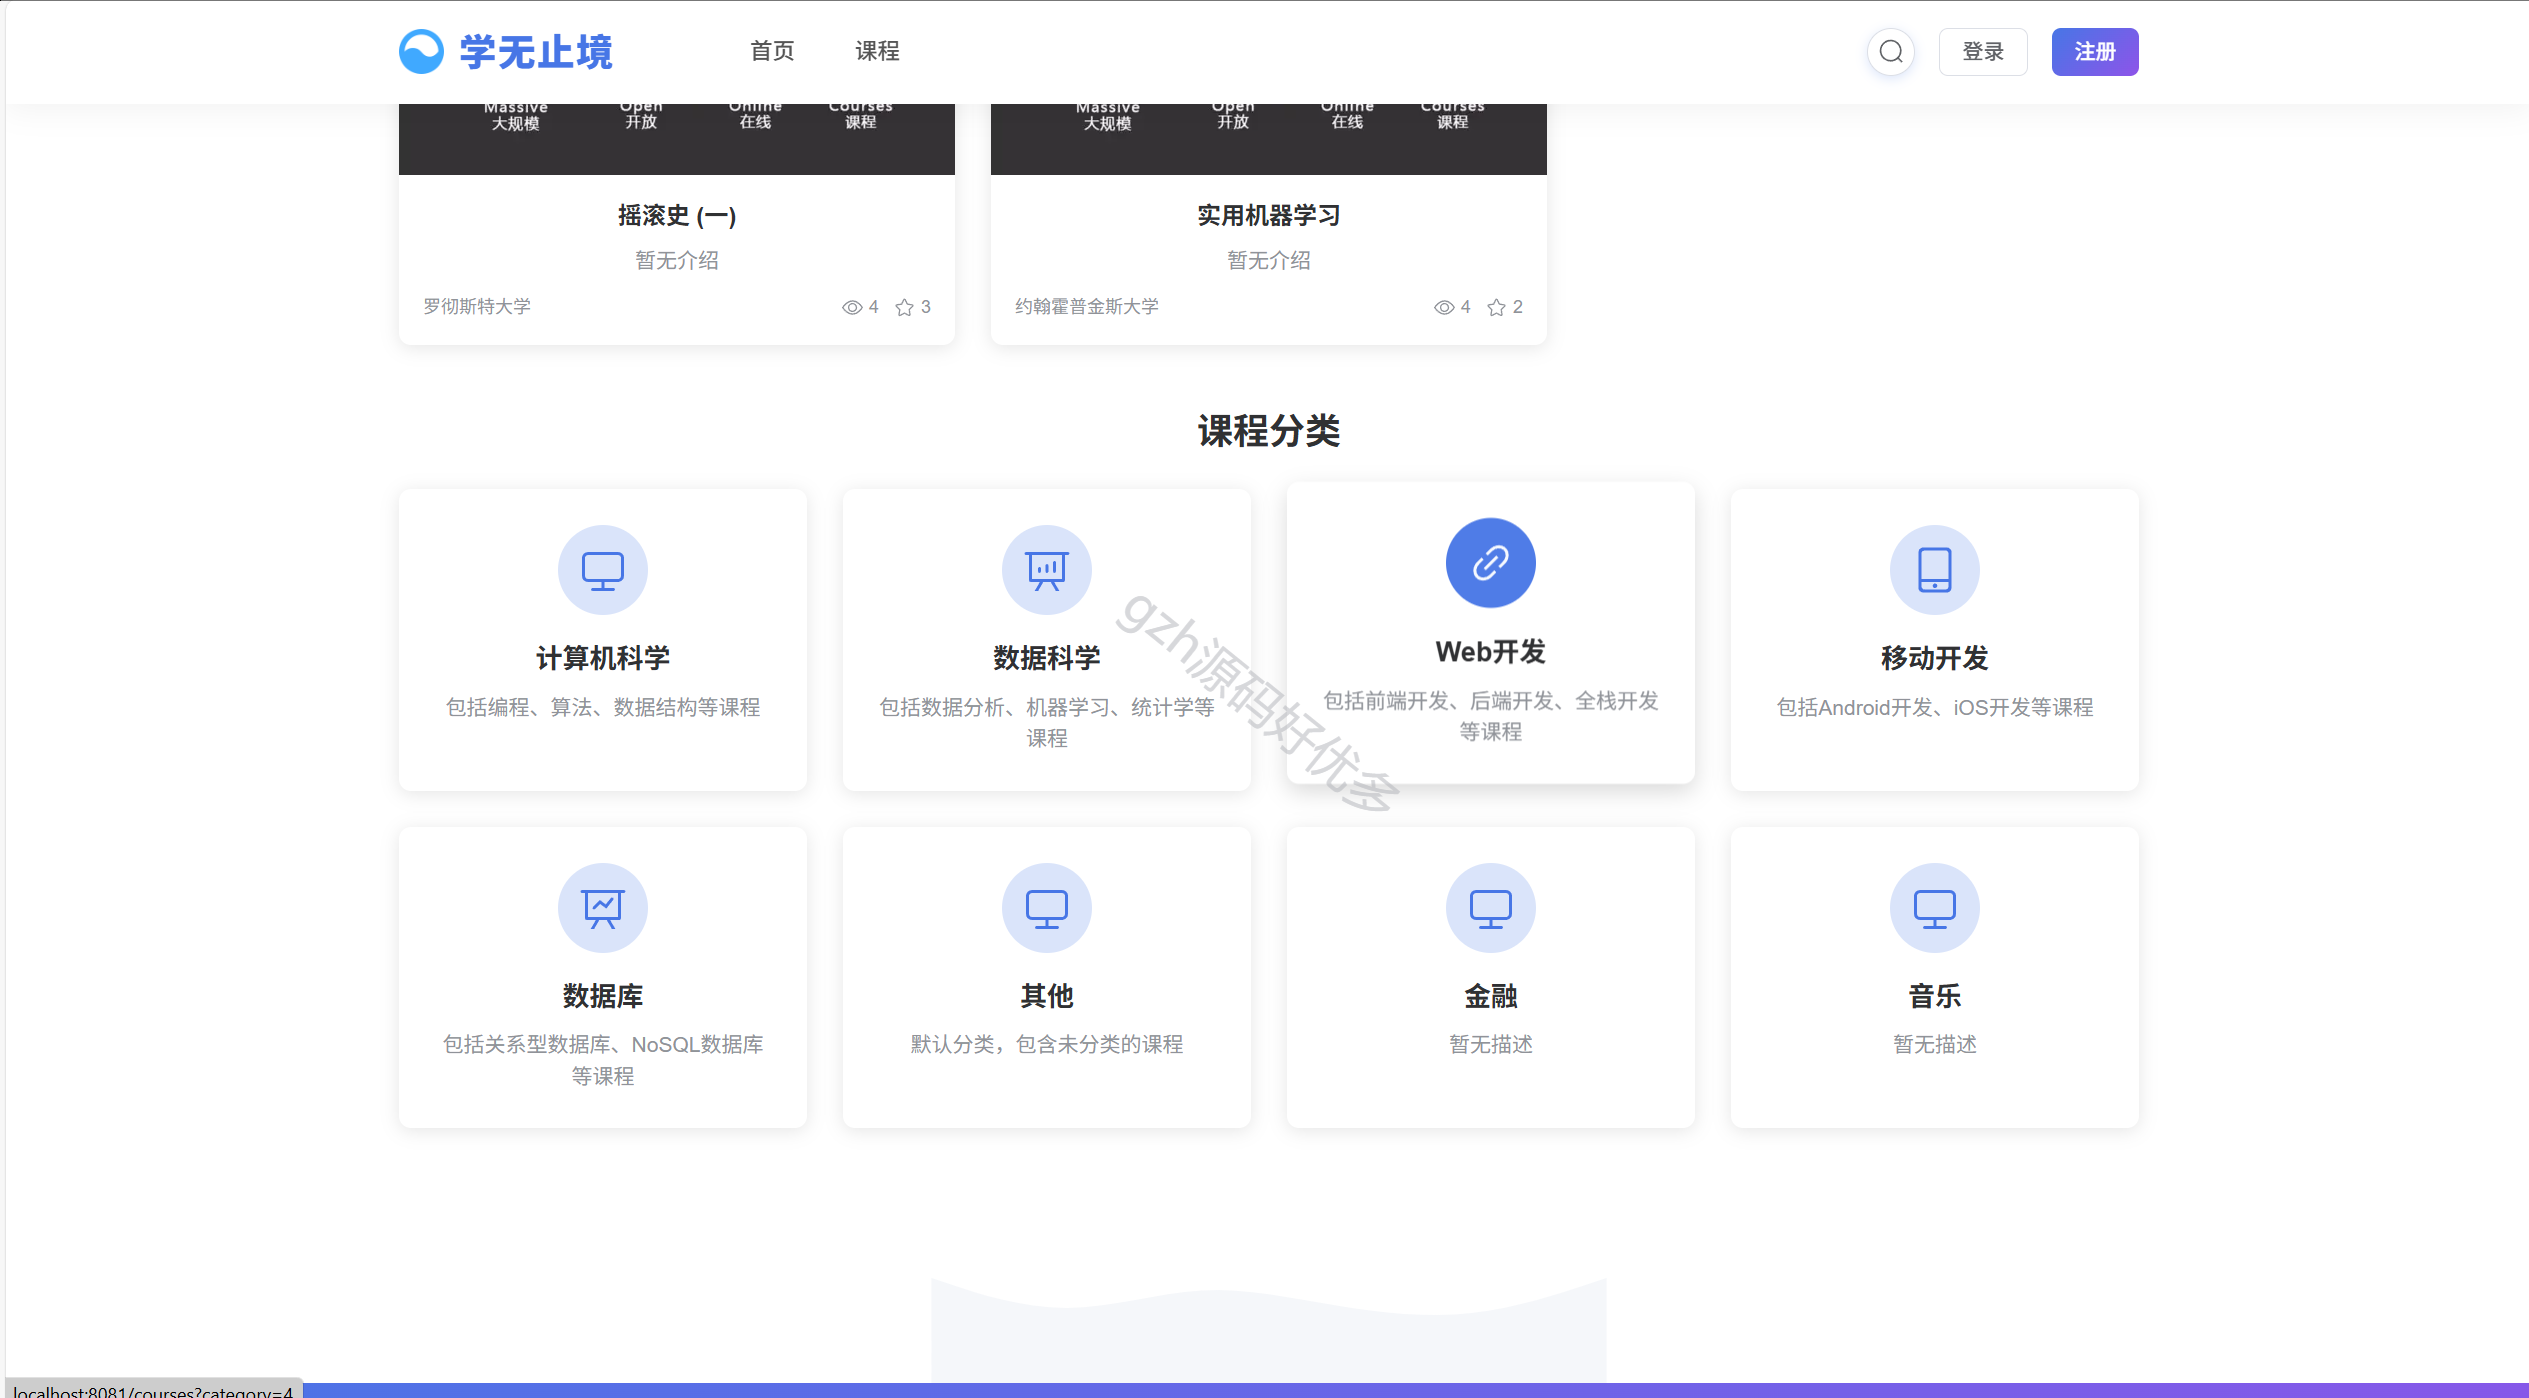 学无止境
首页
课程
登录
注册
Massive
大规模
Open
开放
Online
在线
Courses
课程
Massive
大规模
Open
开放
Online
在线
Courses
课程
摇滚史 (一)
暂无介绍
罗彻斯特大学
4
3
实用机器学习
暂无介绍
约翰霍普金斯大学
4
2
课程分类
计算机科学
包括编程、算法、数据结构等课程
数据科学
包括数据分析、机器学习、统计学等
课程
Web开发
包括前端开发、后端开发、全栈开发
等课程
移动开发
包括Android开发、iOS开发等课程
gzh源码好优多
数据库
包括关系型数据库、NoSQL数据库
等课程
其他
默认分类，包含未分类的课程
金融
暂无描述
音乐
暂无描述
localhost:8081/courses?category=4